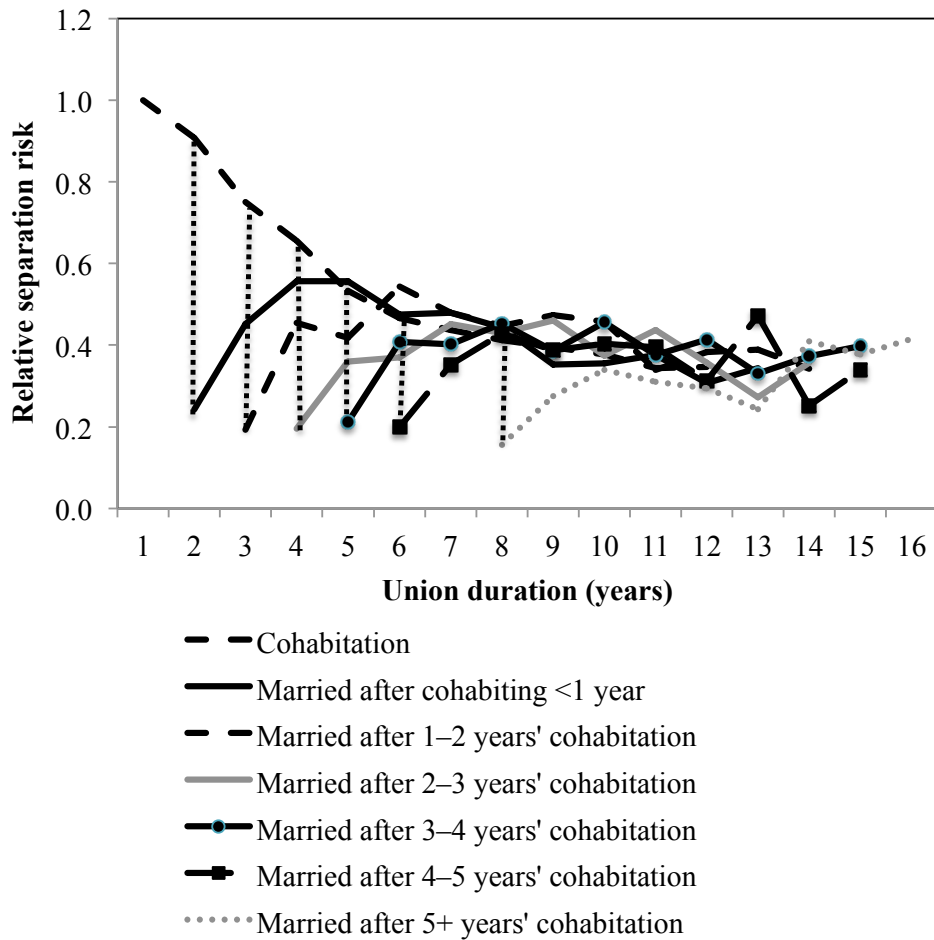 1.2
1.0
0.8
0.6
0.4
0.2
0.0
Relative separation risk
1 2 3 4 5 6 7 8 9 10 11 12 13 14 15 16
Union duration (years)
Cohabitation
Married after cohabiting <1 year
Married after 1–2 years' cohabitation
Married after 2–3 years' cohabitation
Married after 3–4 years' cohabitation
Married after 4–5 years' cohabitation
Married after 5+ years' cohabitation